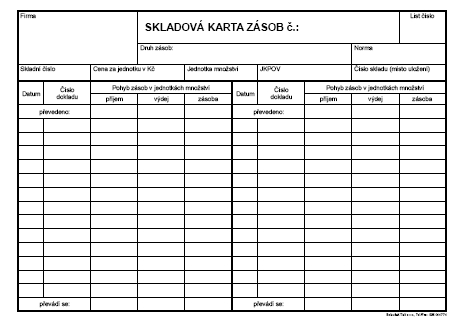 Firma
SKLADOVÁ KARTA ZÁSOB č.:
List číslo
Druh zásob:
Norma
Skladní číslo
Cena za jednotku v Kč
Jednotka množství
JKPOV
Číslo skladu (místo uložení)
Datum
Číslo
dokladu
Pohyb zásob v jednotkách množství
příjem
výdej
zásoba
Datum
Číslo
dokladu
Pohyb zásob v jednotkách množství
příjem
výdej
zásoba
převedeno:
převedeno:
převádí se:
převádí se: